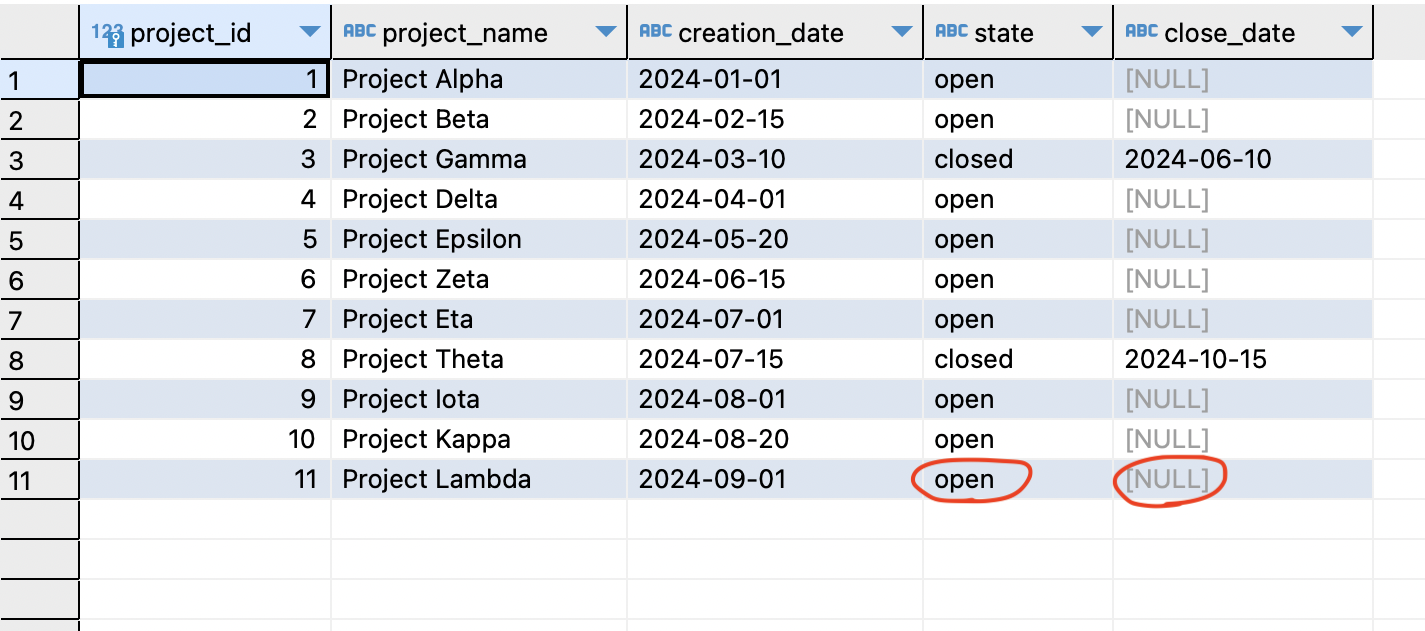 123 project_id ABC project_name ABC creation_date ABC state ABC close_date
1 1 Project Alpha 2024-01-01 open [NULL]
2 2 Project Beta 2024-02-15 open [NULL]
3 3 Project Gamma 2024-03-10 closed 2024-06-10
4 4 Project Delta 2024-04-01 open [NULL]
5 5 Project Epsilon 2024-05-20 open [NULL]
6 6 Project Zeta 2024-06-15 open [NULL]
7 7 Project Eta 2024-07-01 open [NULL]
8 8 Project Theta 2024-07-15 closed 2024-10-15
9 9 Project Iota 2024-08-01 open [NULL]
10 10 Project Kappa 2024-08-20 open [NULL]
11 11 Project Lambda 2024-09-01 open [NULL]